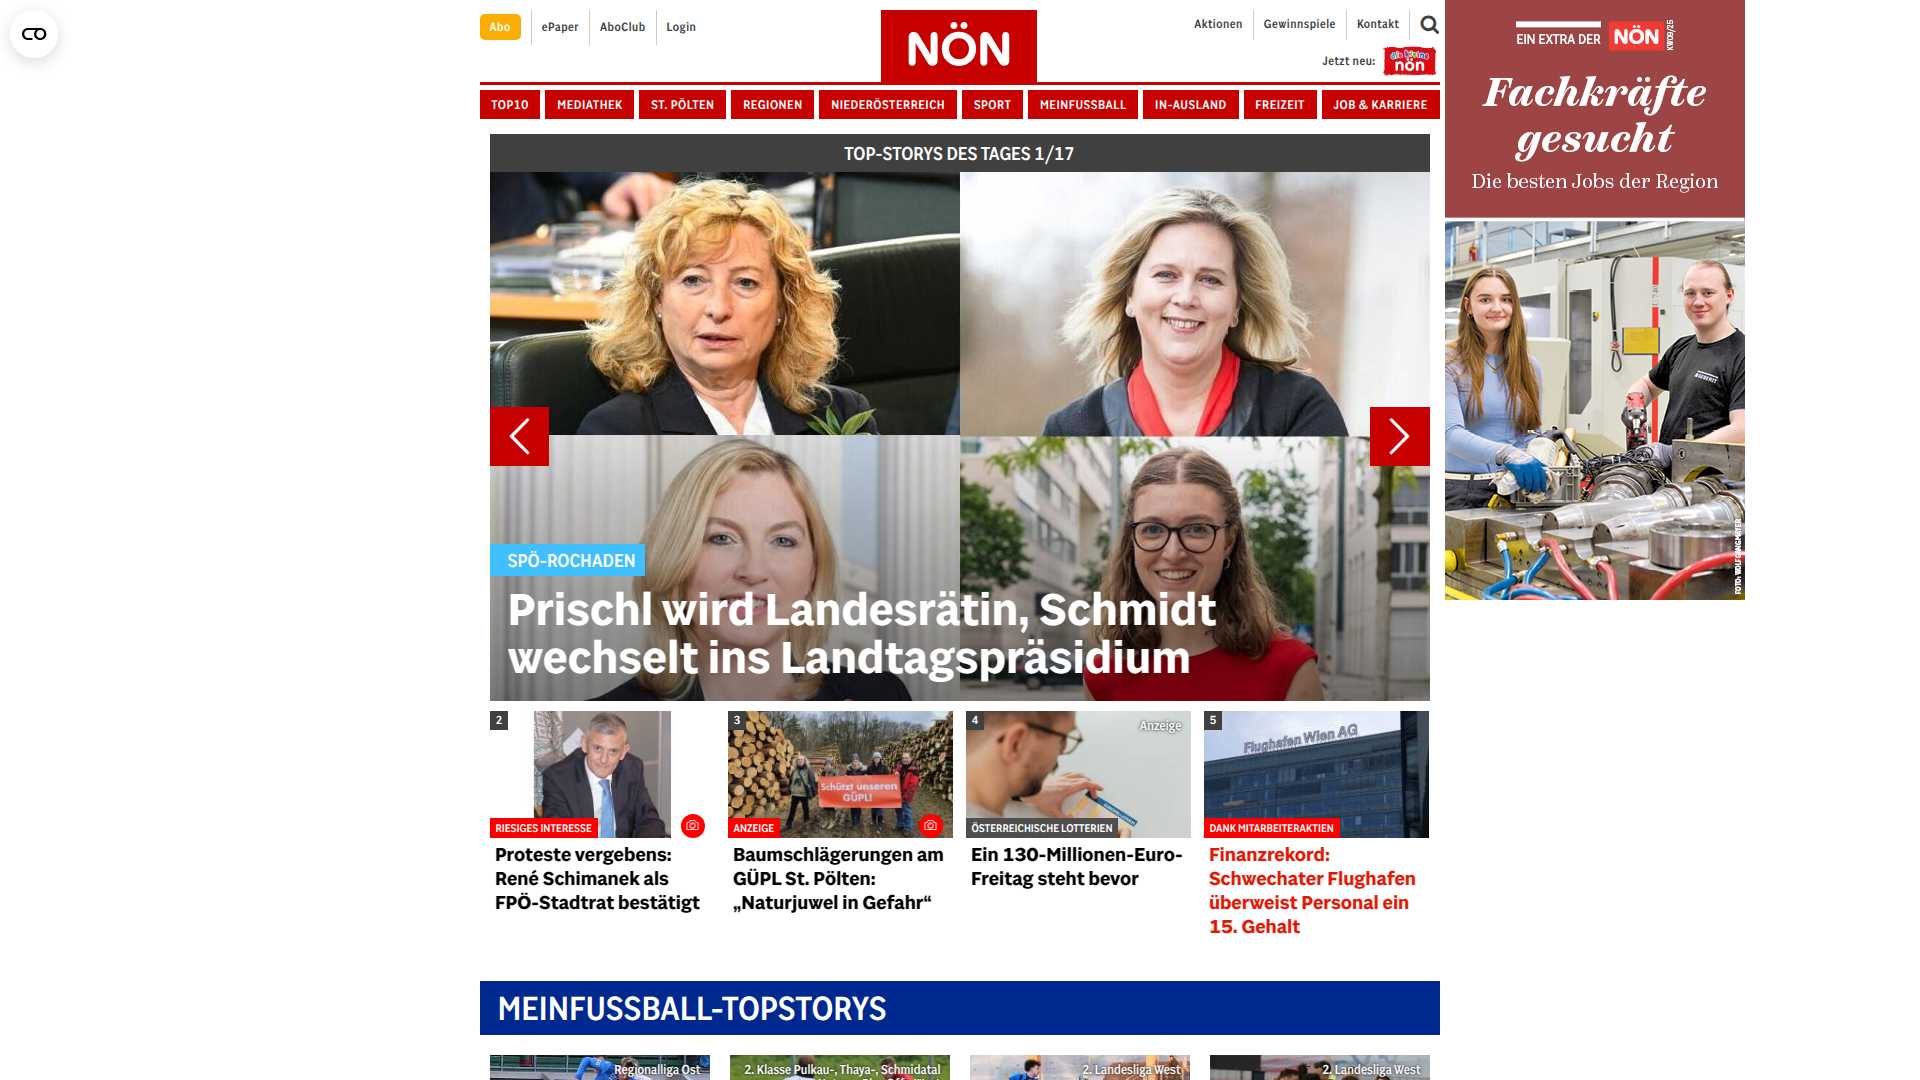 Abo
ePaper
AboClub
Login
NÖN
Aktionen
Gewinnspiele
Kontakt
Jetzt neu:
die kleine
nön
TOP10
MEDIATHEK
ST. PÖLTEN
REGIONEN
NIEDERÖSTERREICH
SPORT
MEINFUSSBALL
IN-AUSLAND
FREIZEIT
JOB & KARRIERE
EIN EXTRA DER NÖN
KW09/25
Fachkräfte
gesucht
Die besten Jobs der Region
FOTO: WOLFGANG MAYER
TOP-STORYS DES TAGES 1/17
SPÖ-ROCHADEN
Prischl wird Landesrätin, Schmidt
wechselt ins Landtagspräsidium
2
RIESIGES INTERESSE
Proteste vergebens:
René Schimanek als
FPÖ-Stadtrat bestätigt
3
Schützt unseren
GÜPL!
ANZEIGE
Baumschlägerungen am
GÜPL St. Pölten:
„Naturjuwel in Gefahr“
4
Anzeige
ÖSTERREICHISCHE LOTTERIEN
Ein 130-Millionen-Euro-
Freitag steht bevor
5
Flughafen Wien AG
DANK MITARBEITERAKTIEN
Finanzrekord:
Schwechater Flughafen
überweist Personal ein
15. Gehalt
MEINFUSSBALL-TOPSTORYS
Regionalliga Ost
2. Klasse Pulkau-, Thaya-, Schmidatal
2. Landesliga West
2. Landesliga West